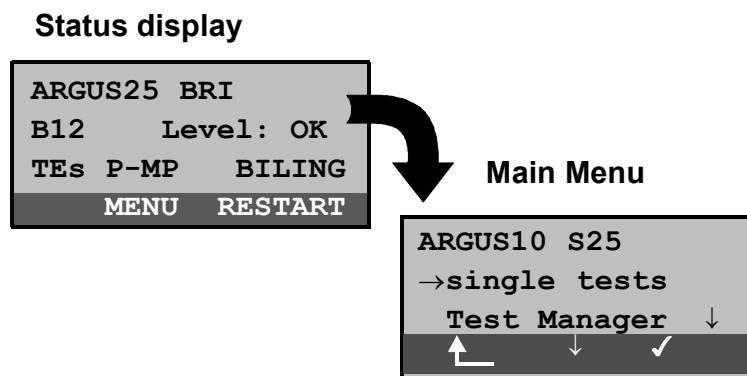 Status display
ARGUS25 BRI
B12 Level: OK
TEs P-MP BILING
MENU RESTART
Main Menu
ARGUS10 S25
→single tests
Test Manager ↓
↓ ✓